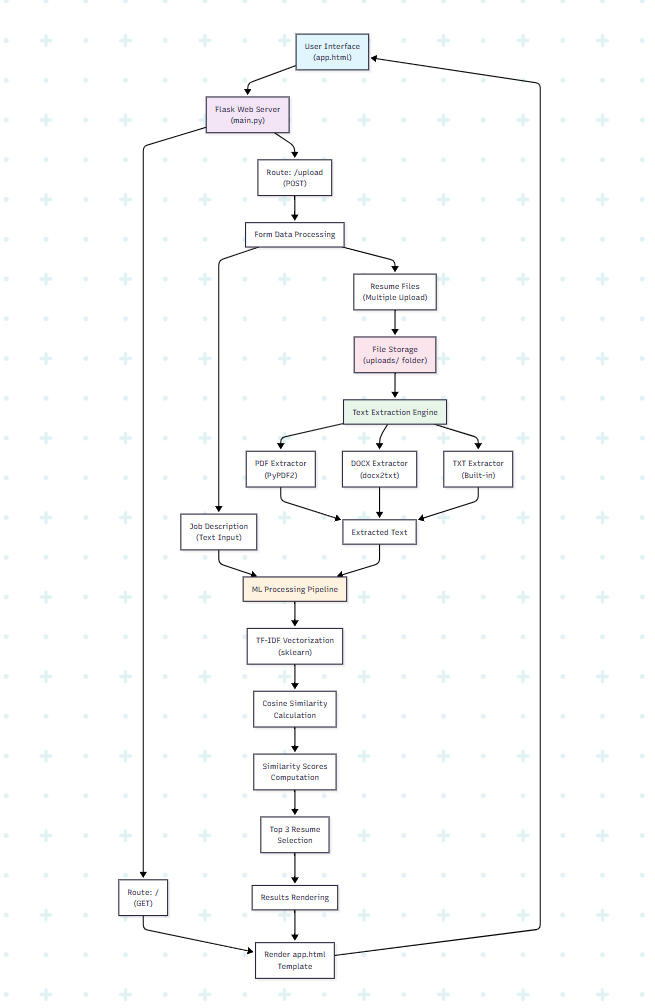 User Interface
(app.html)
Flask Web Server
(main.py)
Route: /upload
(POST)
Form Data Processing
Resume Files
(Multiple Upload)
File Storage
(uploads/ folder)
Text Extraction Engine
PDF Extractor
(PyPDF2)
DOCX Extractor
(docx2txt)
TXT Extractor
(Built-in)
Job Description
(Text Input)
Extracted Text
ML Processing Pipeline
TF-IDF Vectorization
(sklearn)
Cosine Similarity
Calculation
Similarity Scores
Computation
Top 3 Resume
Selection
Route: /
(GET)
Results Rendering
Render app.html
Template